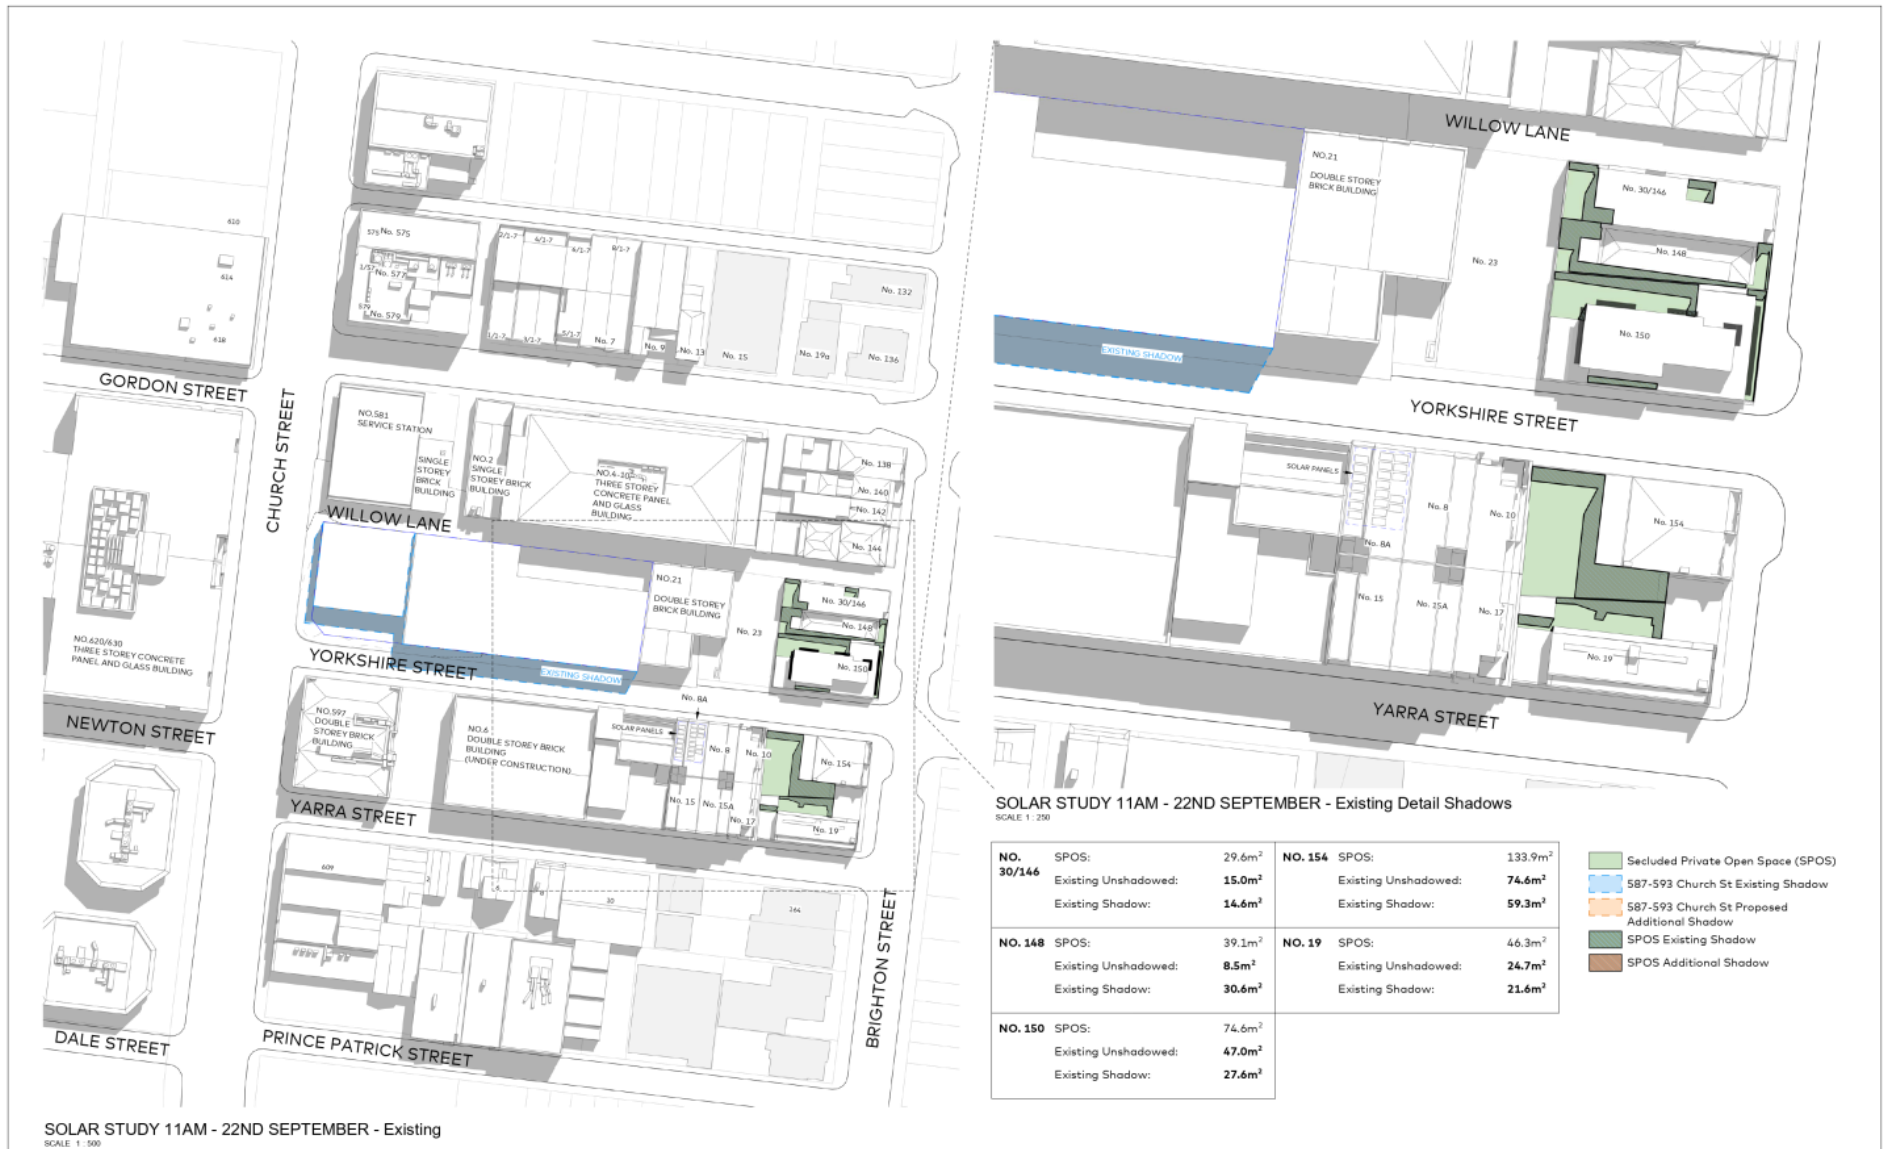 610
614
618
GORDON STREET
CHURCH STREET
575
No. 575
1/57
No. 577
579
No. 579
2/1-7
4/1-7
6/1-7
8/1-7
1/1-7
3/1-7
5/1-7
No. 7
No. 9
No. 13
No. 15
No. 19a
No. 132
No. 136
NO.581
SERVICE STATION
SINGLE
STOREY
BRICK
BUILDING
NO.2
SINGLE
STOREY BRICK
BUILDING
NO.4-10
THREE STOREY
CONCRETE PANEL
AND GLASS
BUILDING
No. 138
No. 140
No. 142
No. 144
WILLOW LANE
NO.21
DOUBLE STOREY
BRICK BUILDING
No. 23
No. 30/146
No. 148
No. 150
NO.620/630
THREE STOREY CONCRETE
PANEL AND GLASS BUILDING
YORKSHIRE STREET
EXISTING SHADOW
NEWTON STREET
NO.597
DOUBLE
STOREY BRICK
BUILDING
NO.6
DOUBLE STOREY BRICK
BUILDING
(UNDER CONSTRUCTION)
No. 8A
SOLAR PANELS
No. 8
No. 10
No. 154
No. 15
No. 15A
No. 17
No. 19
YARRA STREET
609
30
164
BRIGHTON STREET
DALE STREET
PRINCE PATRICK STREET
SOLAR STUDY 11AM - 22ND SEPTEMBER - Existing
SCALE 1 : 500
WILLOW LANE
NO.21
DOUBLE STOREY
BRICK BUILDING
No. 23
No. 30/146
No. 148
No. 150
EXISTING SHADOW
YORKSHIRE STREET
SOLAR PANELS
No. 8
No. 10
No. 154
No. 8A
No. 15
No. 15A
No. 17
No. 19
YARRA STREET
SOLAR STUDY 11AM - 22ND SEPTEMBER - Existing Detail Shadows
SCALE 1 : 250
NO. 30/146 SPOS: 29.6m²
Existing Unshadowed: 15.0m²
Existing Shadow: 14.6m²
NO. 154 SPOS: 133.9m²
Existing Unshadowed: 74.6m²
Existing Shadow: 59.3m²
NO. 148 SPOS: 39.1m²
Existing Unshadowed: 8.5m²
Existing Shadow: 30.6m²
NO. 19 SPOS: 46.3m²
Existing Unshadowed: 24.7m²
Existing Shadow: 21.6m²
NO. 150 SPOS: 74.6m²
Existing Unshadowed: 47.0m²
Existing Shadow: 27.6m²
Secluded Private Open Space (SPOS)
587-593 Church St Existing Shadow
587-593 Church St Proposed
Additional Shadow
SPOS Existing Shadow
SPOS Additional Shadow